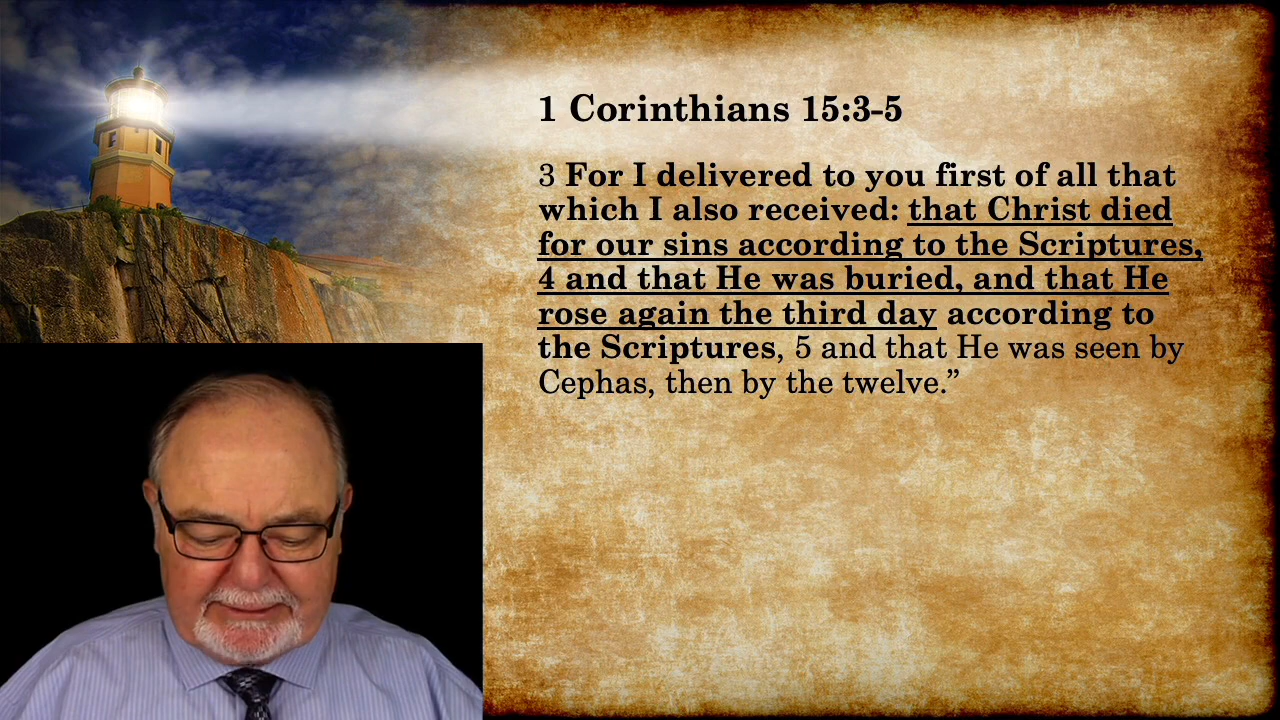 1 Corinthians 15:3-5
3 For I delivered to you first of all that
which I also received: that Christ died
for our sins according to the Scriptures,
4 and that He was buried, and that He
rose again the third day according to
the Scriptures, 5 and that He was seen by
Cephas, then by the twelve.”